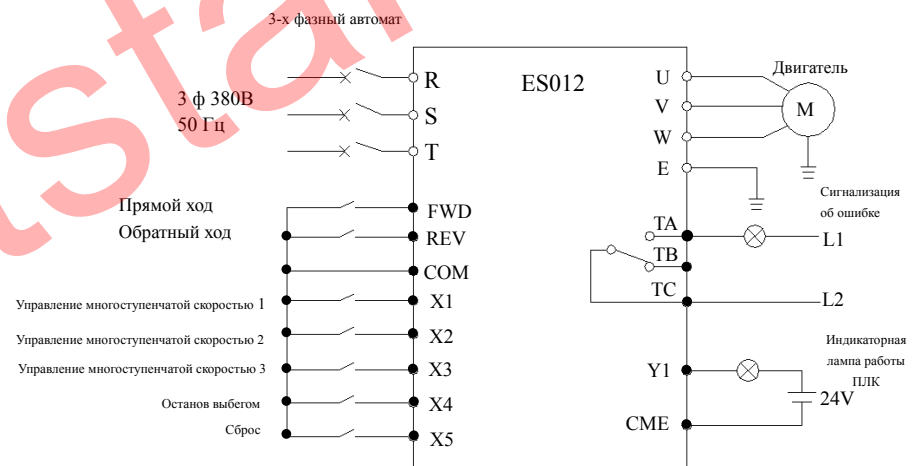 3-х фазный автомат
ES012
3 ф 380В
50 Гц
R
S
T
U
V
W
E
Двигатель
M
Прямой ход
Обратный ход
FWD
REV
COM
Управление многоступенчатой скоростью 1
X1
Управление многоступенчатой скоростью 2
X2
Управление многоступенчатой скоростью 3
X3
Останов выбегом
X4
Сброс
X5
Сигнализация
об ошибке
TA
L1
TB
TC
L2
Индикаторная
лампа работы
ПЛК
Y1
24V
CME